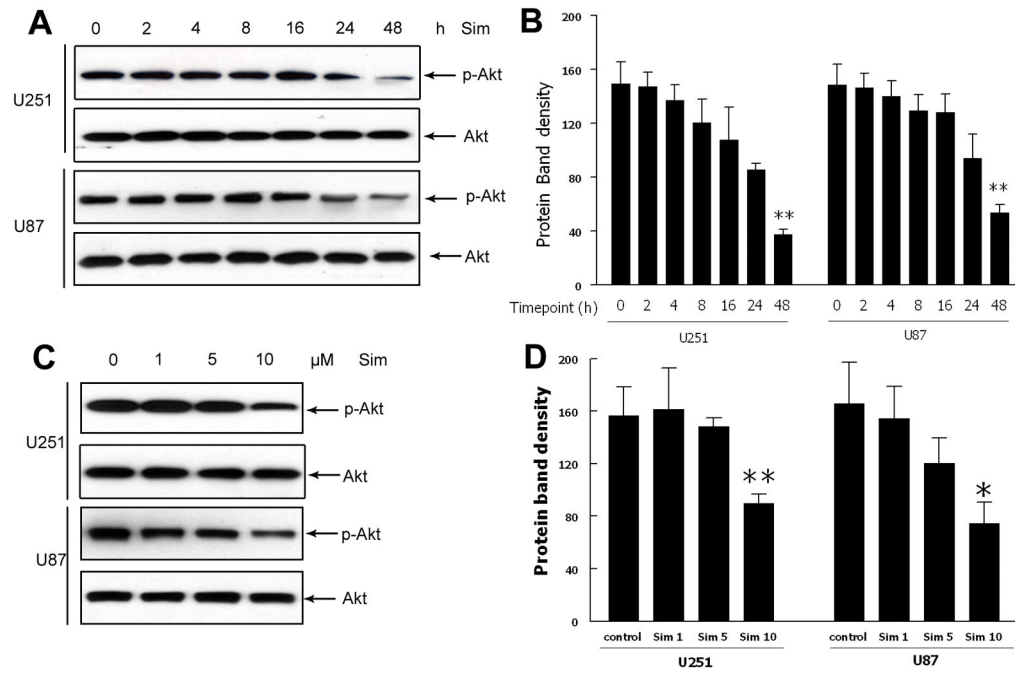 A
0 2 4 8 16 24 48 h Sim
U251
p-Akt
Akt
U87
p-Akt
Akt
B
Protein Band density
200
160
120
80
40
0
**
**
Timepoint (h) 0 2 4 8 16 24 48 0 2 4 8 16 24 48
U251 U87
C
0 1 5 10 µM Sim
U251
p-Akt
Akt
U87
p-Akt
Akt
D
Protein band density
200
160
120
80
40
0
**
*
control Sim 1 Sim 5 Sim 10 control Sim 1 Sim 5 Sim 10
U251 U87